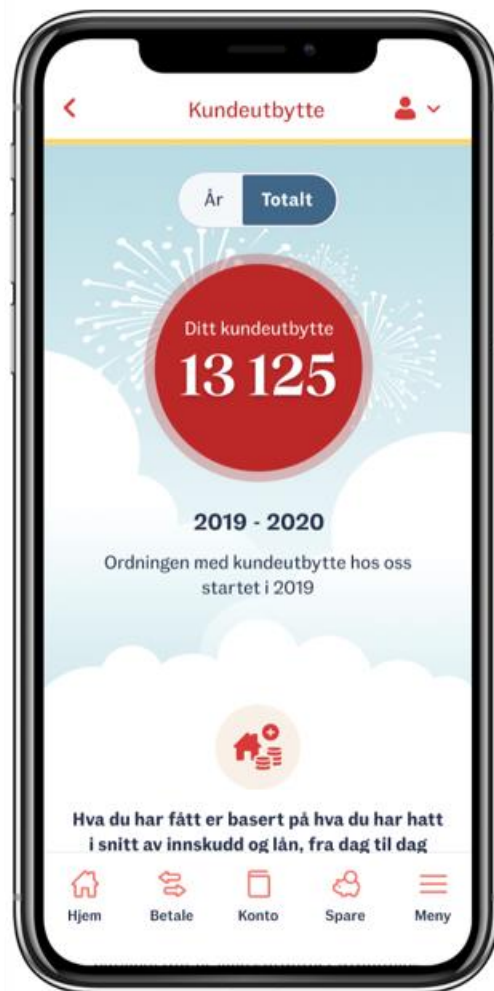 Kundeutbytte
År Totalt
Ditt kundeutbytte
13 125
2019 - 2020
Ordningen med kundeutbytte hos oss
startet i 2019
Hva du har fått er basert på hva du har hatt
i snitt av innskudd og lån, fra dag til dag
Hjem Betale Konto Spare Meny